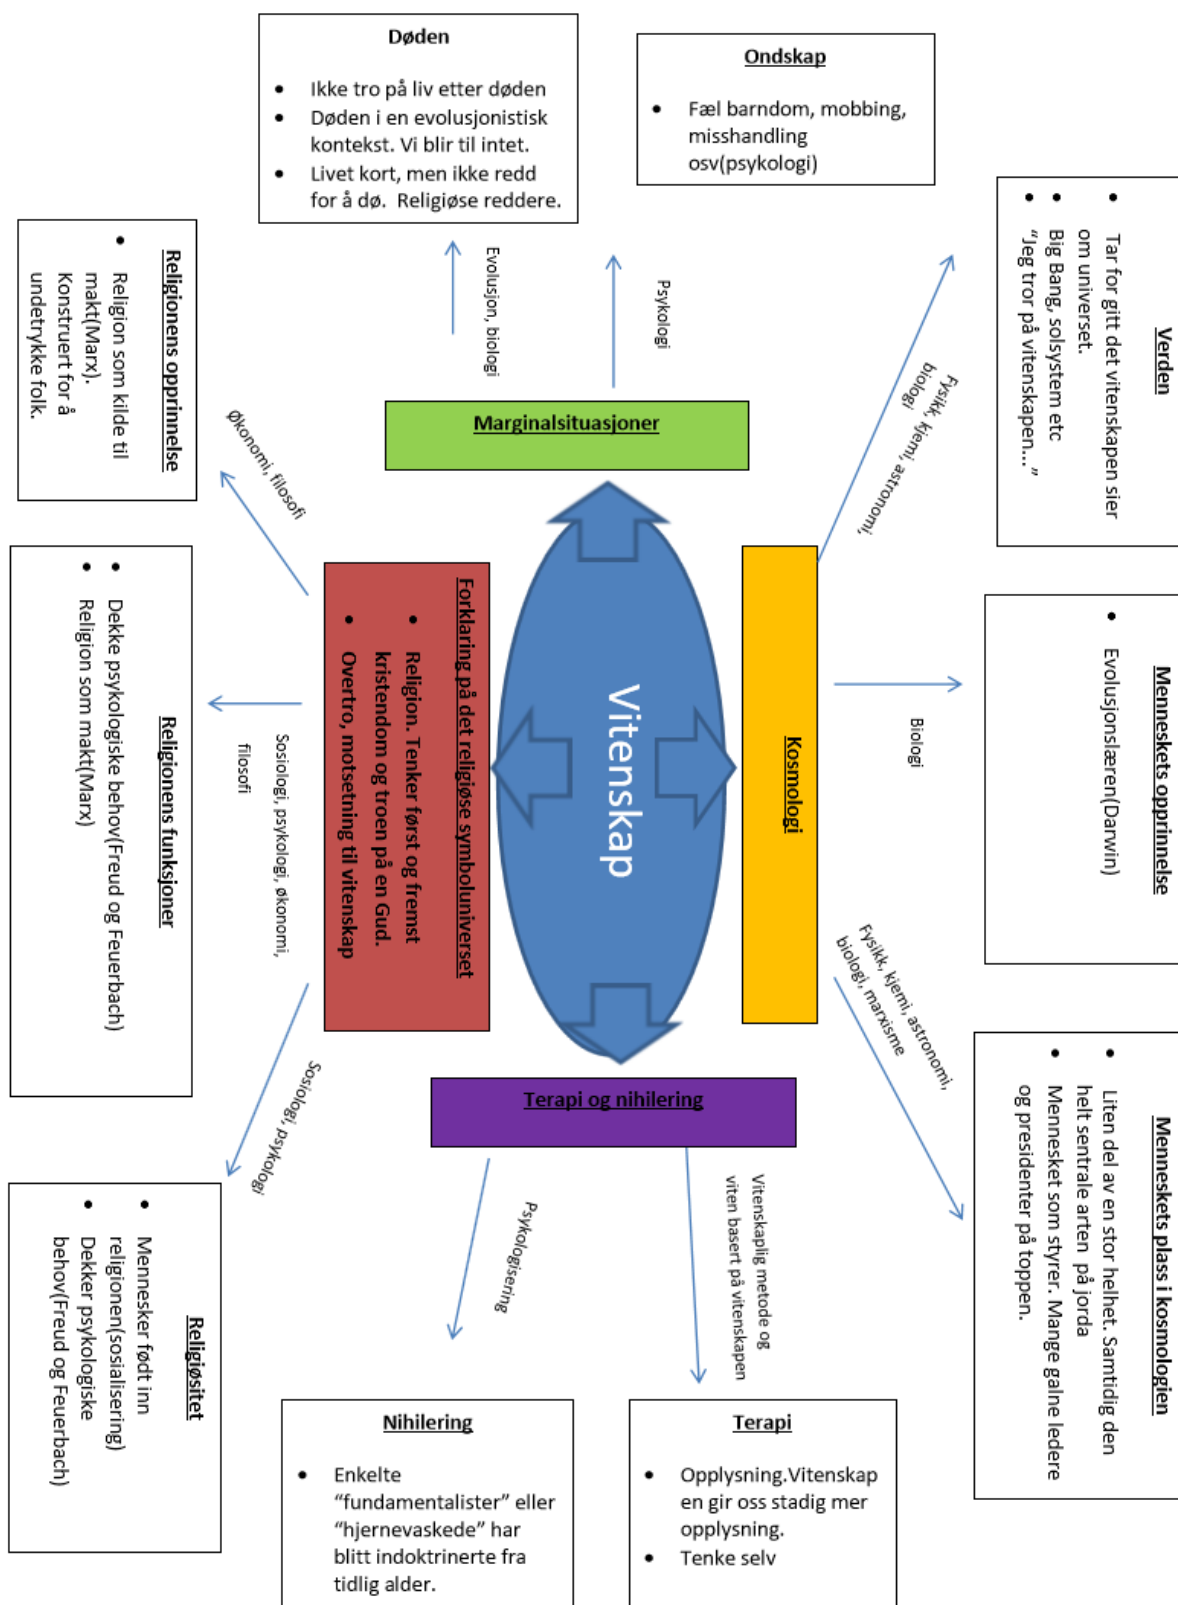 Døden
Ikke tro på liv etter døden
Døden i en evolusjonistisk
kontekst. Vi blir til intet.
Livet kort, men ikke redd
for å dø. Religiøse reddere.
Ondskap
Fæl barndom, mobbing,
misshandling
osv(psykologi)
Evolusjon, biologi
Psykologi
Marginalsituasjoner
Verden
Tar for gitt det vitenskapen sier
om universet.
Big Bang, solsystem etc
“Jeg tror på vitenskapen...”
Fysikk, kjemi, astronomi,
biologi
Religionens opprinnelse
Religion som kilde til
makt(Marx).
Konstruert for å
undetrykke folk.
Økonomi, filosofi
Vitenskap
Kosmologi
Menneskets opprinnelse
Evolusjonslæren(Darwin)
Biologi
Forklaring på det religiøse symboluniverset
Religion. Tenker først og fremst
kristendom og troen på en Gud.
Overtro, motsetning til vitenskap
Religionens funksjoner
Dekke psykologiske behov(Freud og Feuerbach)
Religion som makt(Marx)
Sosiologi, psykologi, økonomi,
filosofi
Menneskets plass i kosmologien
Liten del av en stor helhet. Samtidig den
helt sentrale arten på jorda
Mennesket som styrer. Mange galne ledere
og presidenter på toppen.
Fysikk, kjemi, astronomi,
biologi, marxisme
Religiøsitet
Mennesker født inn
religionen(sosialisering)
Dekker psykologiske
behov(Freud og Feuerbach)
Sosiologi, psykologi
Terapi og nihilering
Psykologisering
Vitenskaplig metode og
viten basert på vitenskapen
Nihilering
Enkelte
“fundamentalister” eller
“hjernevaskede” har
blitt indoktrinerte fra
tidlig alder.
Terapi
Opplysning.Vitenskap
en gir oss stadig mer
opplysning.
Tenke selv